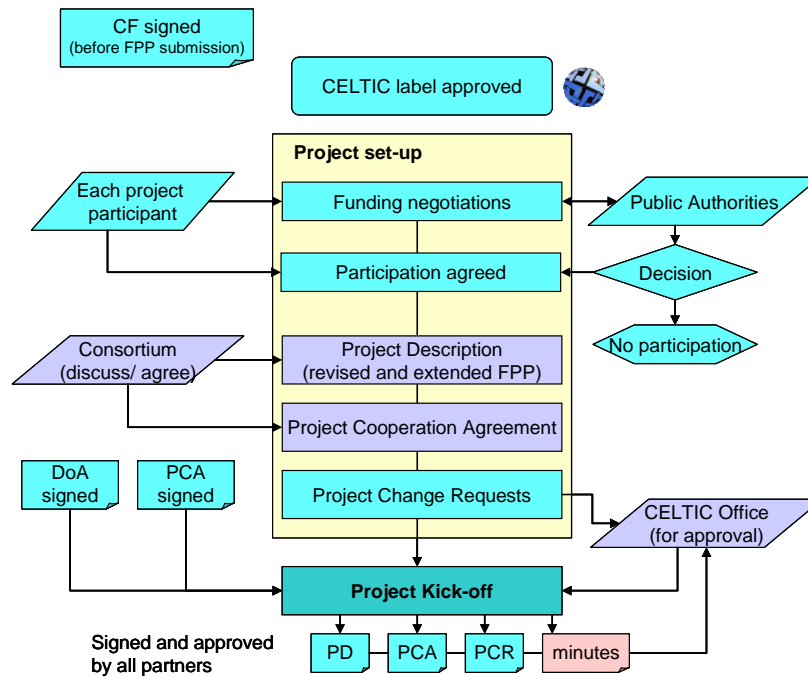 CF signed
(before FPP submission)
CELTIC label approved
Project set-up
Each project
participant
Funding negotiations
Public Authorities
Participation agreed
Decision
No participation
Consortium
(discuss/ agree)
Project Description
(revised and extended FPP)
Project Cooperation Agreement
DoA
signed
PCA
signed
Project Change Requests
CELTIC Office
(for approval)
Project Kick-off
Signed and approved
by all partners
PD
PCA
PCR
minutes